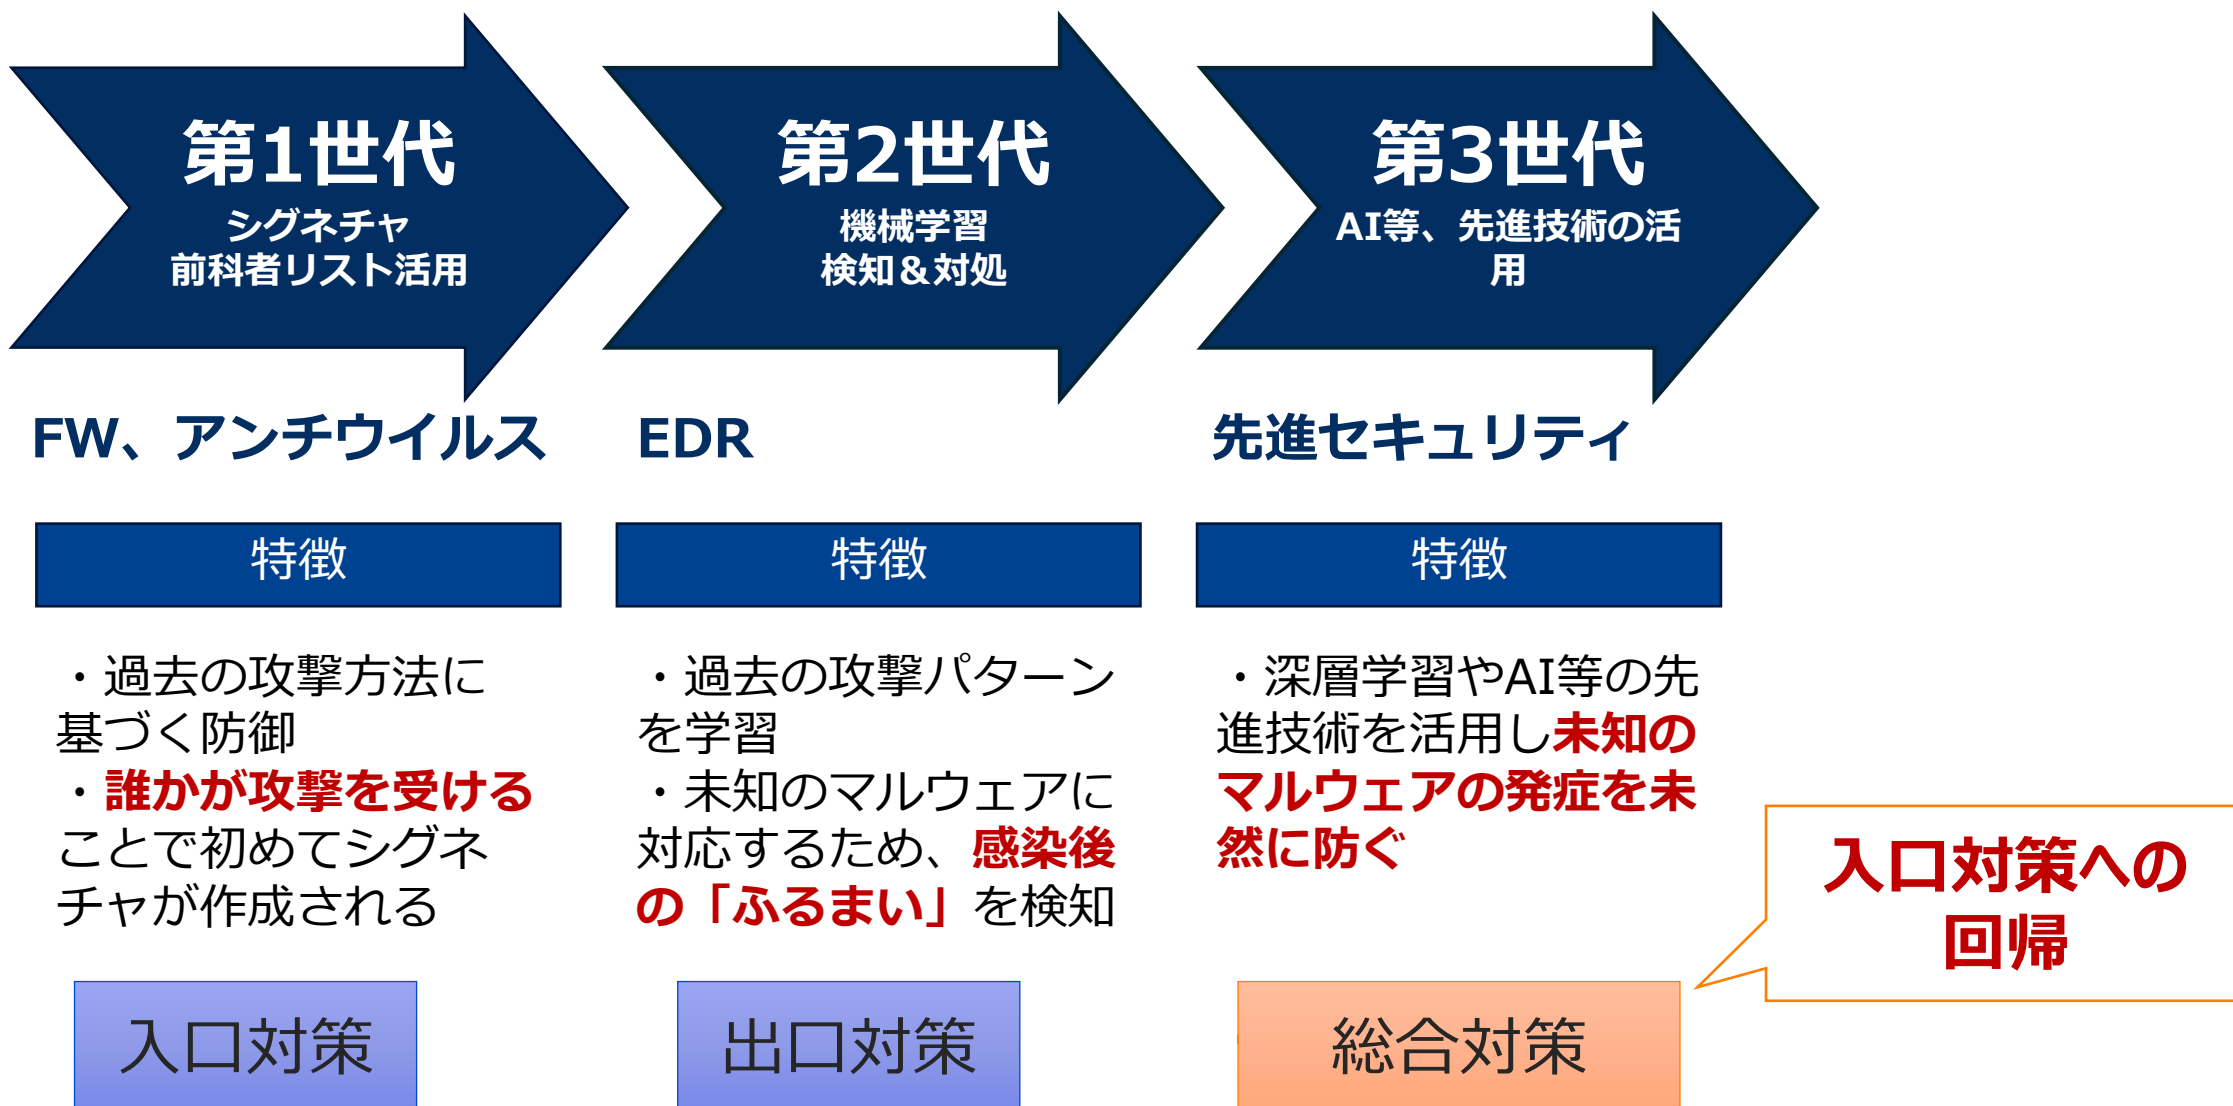 第1世代
シグネチャ
前科者リスト活用
第2世代
機械学習
検知＆対処
第3世代
AI等、先進技術の活
用
FW、アンチウイルス
EDR
先進セキュリティ
特徴
・過去の攻撃方法に
基づく防御
・誰かが攻撃を受ける
ことで初めてシグネ
チャが作成される
入口対策
特徴
・過去の攻撃パターン
を学習
・未知のマルウェアに
対応するため、感染後
の「ふるまい」を検知
出口対策
特徴
・深層学習やAI等の先
進技術を活用し未知の
マルウェアの発症を未
然に防ぐ
総合対策
入口対策への
回帰